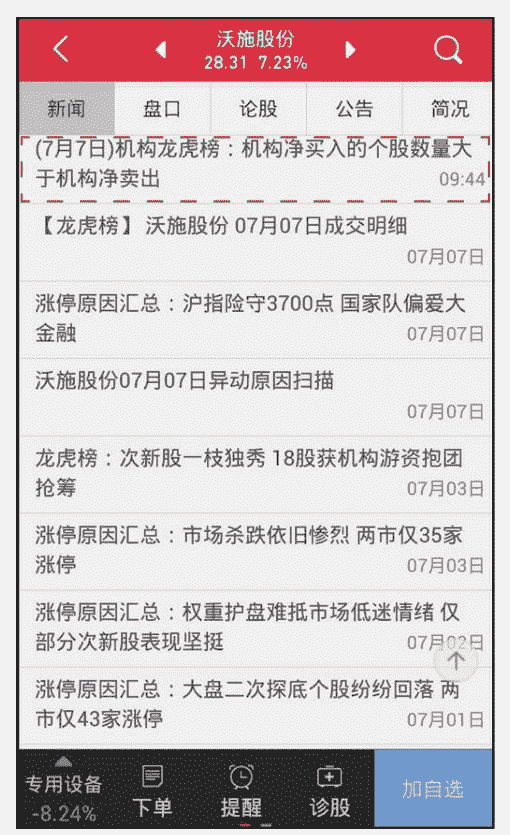 沃施股份
28.31 7.23%
新闻 盘口 论股 公告 简况
(7月7日)机构龙虎榜：机构净买入的个股数量大
于机构净卖出 09:44
【龙虎榜】 沃施股份 07月07日成交明细
07月07日
涨停原因汇总：沪指险守3700点 国家队偏爱大
金融 07月07日
沃施股份07月07日异动原因扫描
07月07日
龙虎榜：次新股一枝独秀 18股获机构游资抱团
抢筹 07月03日
涨停原因汇总：市场杀跌依旧惨烈 两市仅35家
涨停 07月03日
涨停原因汇总：权重护盘难抵市场低迷情绪 仅
部分次新股表现坚挺 07月02日
涨停原因汇总：大盘二次探底个股纷纷回落 两
市仅43家涨停 07月01日
专用设备
-8.24%
下单 提醒 诊股 加自选